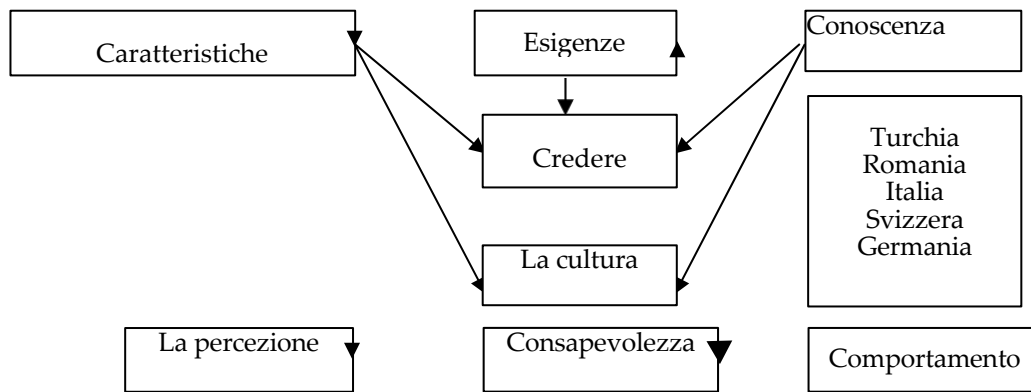 Caratteristiche
Esigenze
Conoscenza
Credere
Turchia
Romania
Italia
Svizzera
Germania
La cultura
La percezione
Consapevolezza
Comportamento